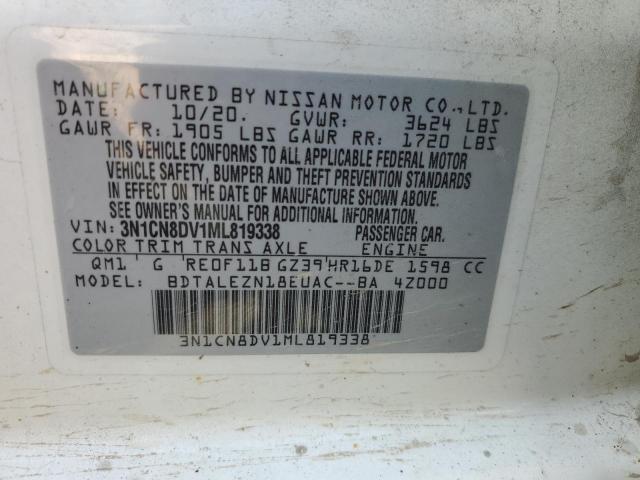 MANUFACTURED BY NISSAN MOTOR CO.,LTD.
DATE: 10/20. GVWR: 3624 LBS
GAWR FR: 1905 LBS GAWR RR: 1720 LBS
THIS VEHICLE CONFORMS TO ALL APPLICABLE FEDERAL MOTOR
VEHICLE SAFETY, BUMPER AND THEFT PREVENTION STANDARDS
IN EFFECT ON THE DATE OF MANUFACTURE SHOWN ABOVE.
SEE OWNER'S MANUAL FOR ADDITIONAL INFORMATION
VIN: 3N1CN8DV1ML819338 PASSENGER CAR.
COLOR TRIM TRANS AXLE ENGINE
QM1 G RE0F11B GZ39 HR16DE 1598 CC
MODEL: BDTALEZN18EUAC--BA 4Z000
3N1CN8DV1ML819338